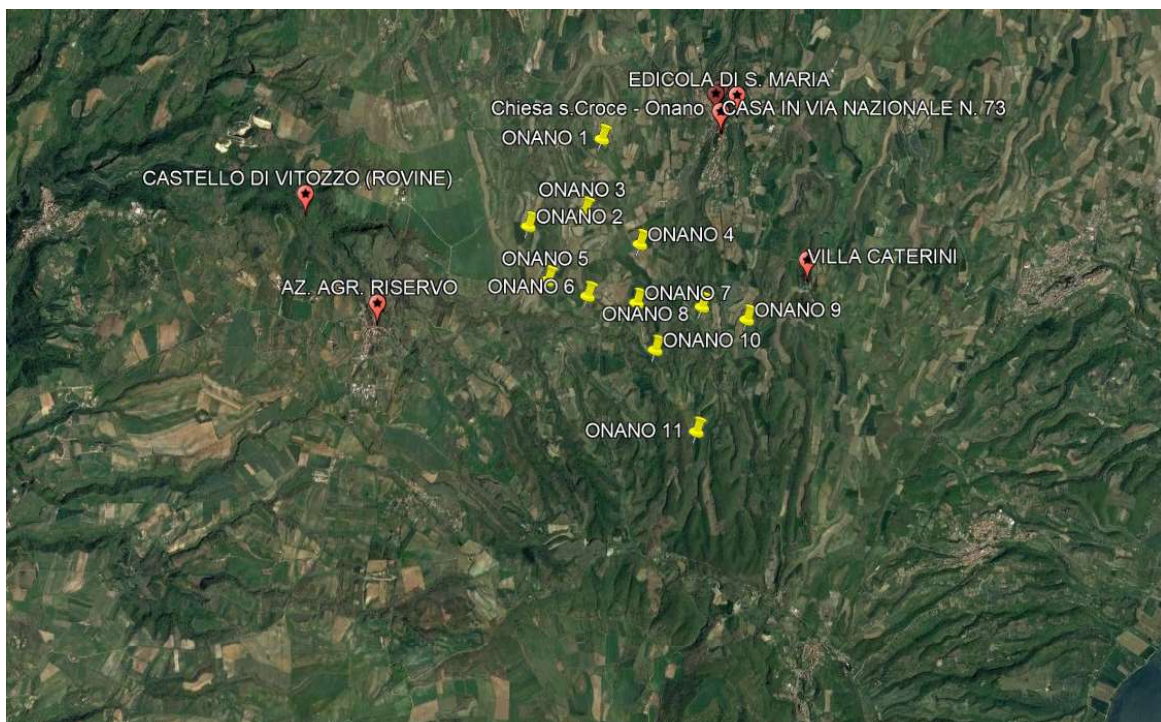 EDICOLA DI S. MARIA
Chiesa s.Croce - Onano
CASA IN VIA NAZIONALE N. 73
ONANO 1
CASTELLO DI VITOZZO (ROVINE)
ONANO 3
ONANO 2
ONANO 4
ONANO 5
VILLA CATERINI
AZ. AGR. RISERVO
ONANO 6
ONANO 7
ONANO 8
ONANO 9
ONANO 10
ONANO 11